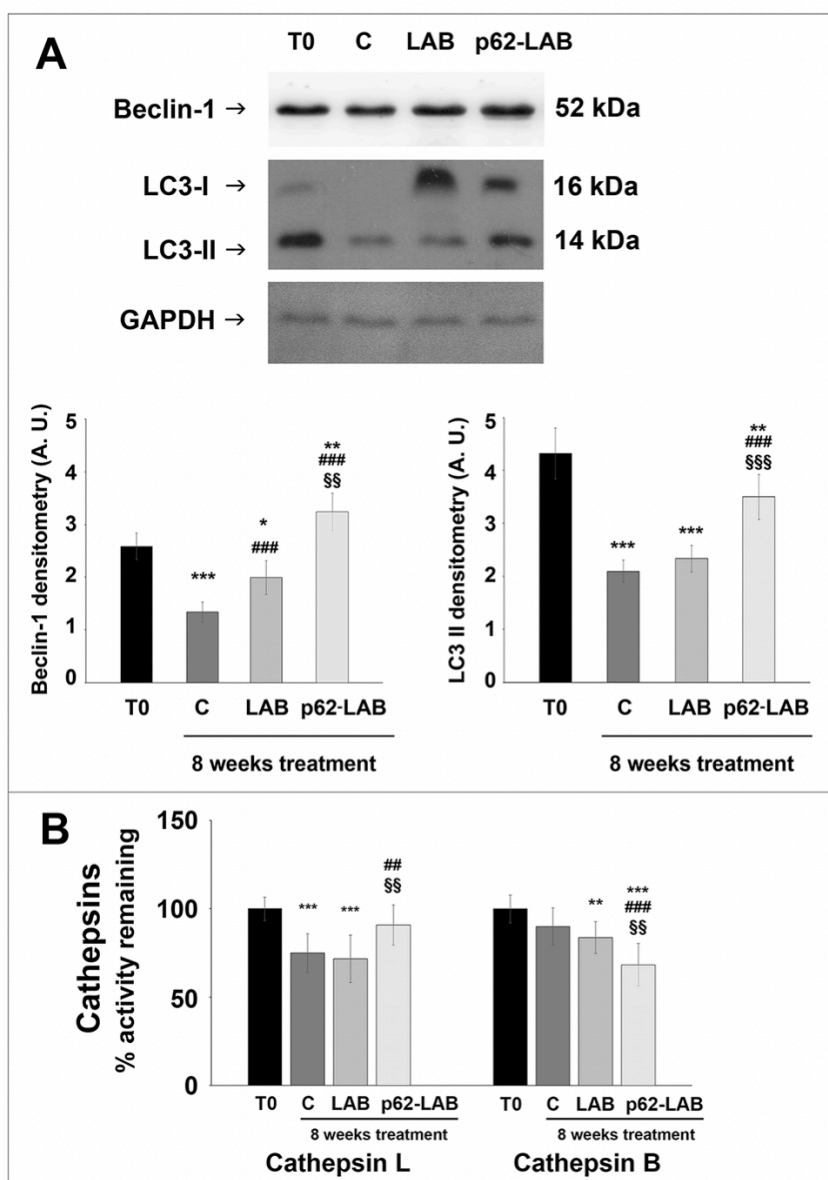 A
T0 C LAB p62-LAB
Beclin-1 → 52 kDa
LC3-I → 16 kDa
LC3-II → 14 kDa
GAPDH →
Beclin-1 densitometry (A. U.)
5
4
3
2
1
0
***
*
###
**
###
§§
T0 C LAB p62-LAB
8 weeks treatment
LC3 II densitometry (A. U.)
5
4
3
2
1
0
***
***
**
###
§§§
T0 C LAB p62-LAB
8 weeks treatment
B
Cathepsins
% activity remaining
150
100
50
0
***
***
##
§§
**
***
###
§§
T0 C LAB p62-LAB
8 weeks treatment
Cathepsin L
T0 C LAB p62-LAB
8 weeks treatment
Cathepsin B